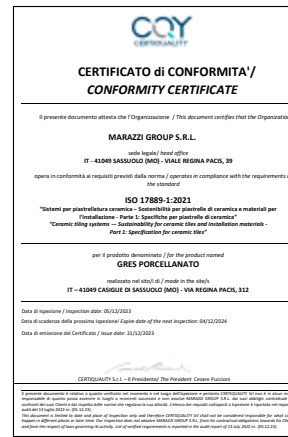 CQY
CERTIQUALITY
CERTIFICATO di CONFORMITA'/
CONFORMITY CERTIFICATE
Il presente documento attesta che l'Organizzazione / This document certifies that the Organization
MARAZZI GROUP S.R.L.
sede legale/ head office
IT - 41049 SASSUOLO (MO) - VIALE REGINA PACIS, 39
opera in conformità ai requisiti previsti dalla norma / operates in compliance with the requirements
the standard
ISO 17889-1:2021
"Sistemi per piastrellatura ceramica – Sostenibilità per piastrelle di ceramica e materiali per
l'installazione - Parte 1: Specifiche per piastrelle di ceramica"
"Ceramic tiling systems — Sustainability for ceramic tiles and installation materials -
Part 1: Specification for ceramic tiles"
per il prodotto denominato / for the product named
GRES PORCELLANATO
realizzato nel sito/i di / made in the site/s
IT – 41049 CASIGLIE DI SASSUOLO (MO) - VIA REGINA PACIS, 312
Data di ispezione / Inspection date: 05/12/2023
Data di scadenza della prossima ispezione/ Expire date of the next inspection: 04/12/2024
Data di emissione del Certificato / Issue date: 21/12/2023
CERTIQUALITY S.r.l. – Il Presidente/ The President Cesare Puccioni